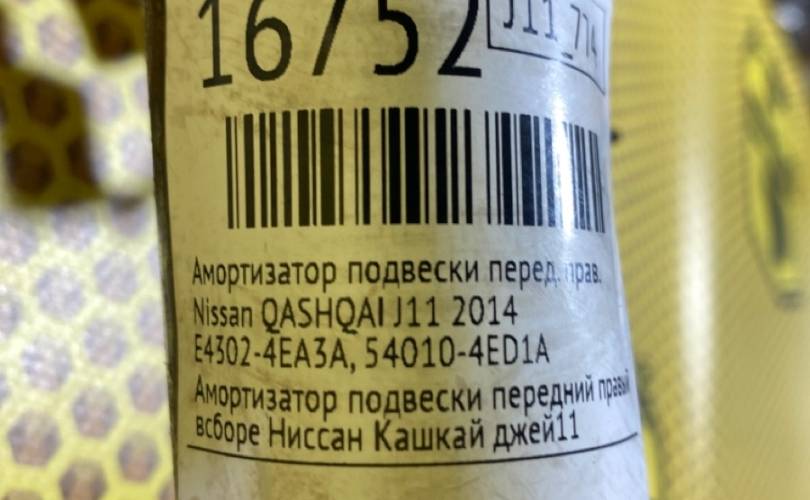 16752
J11_774
Амортизатор подвески перед. прав.
Nissan QASHQAI J11 2014
E4302-4EA3A, 54010-4ED1A
Амортизатор подвески передний правый
всборе Ниссан Кашкай джей11